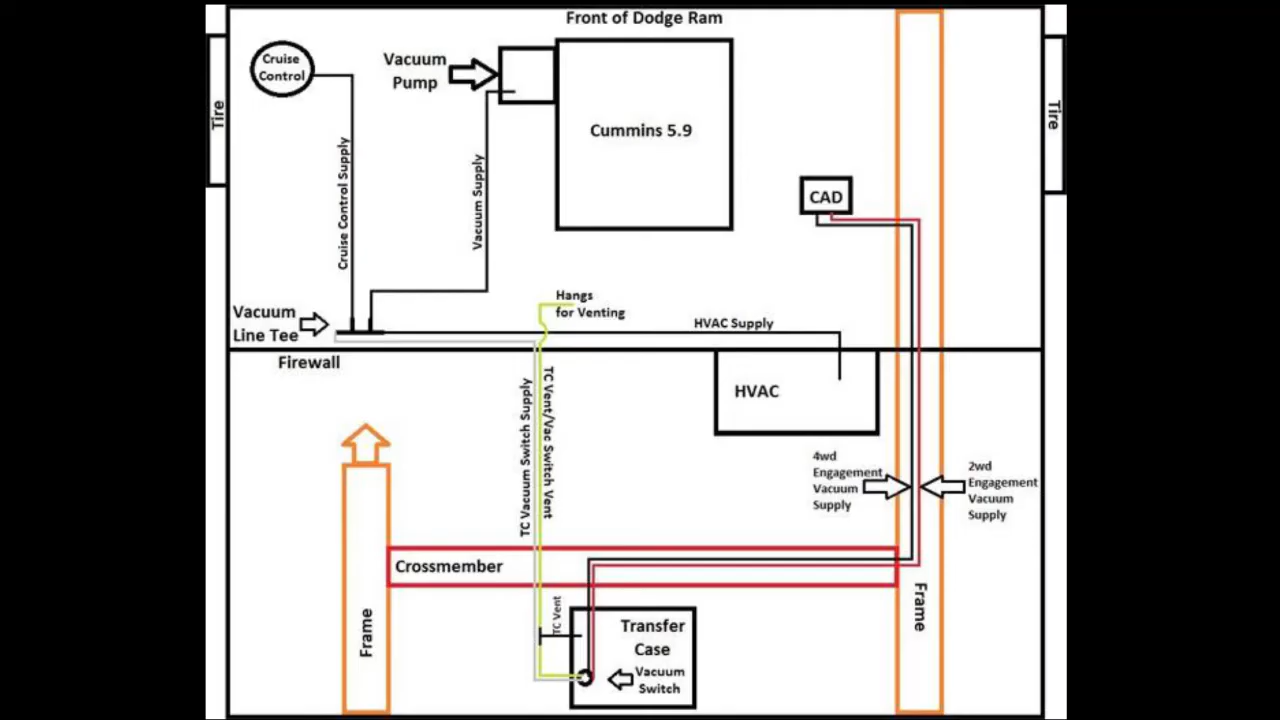 Front of Dodge Ram
Cruise
Control
Vacuum
Pump
Cummins 5.9
Tire
Tire
CAD
Cruise Control Supply
Vacuum Supply
Hangs
for Venting
Vacuum
Line Tee
HVAC Supply
Firewall
HVAC
TC Vacuum Switch Supply
TC Vent/Vac Switch Vent
4wd
Engagement
Vacuum
Supply
2wd
Engagement
Vacuum
Supply
Crossmember
Frame
Frame
TC Vent
Transfer
Case
Vacuum
Switch